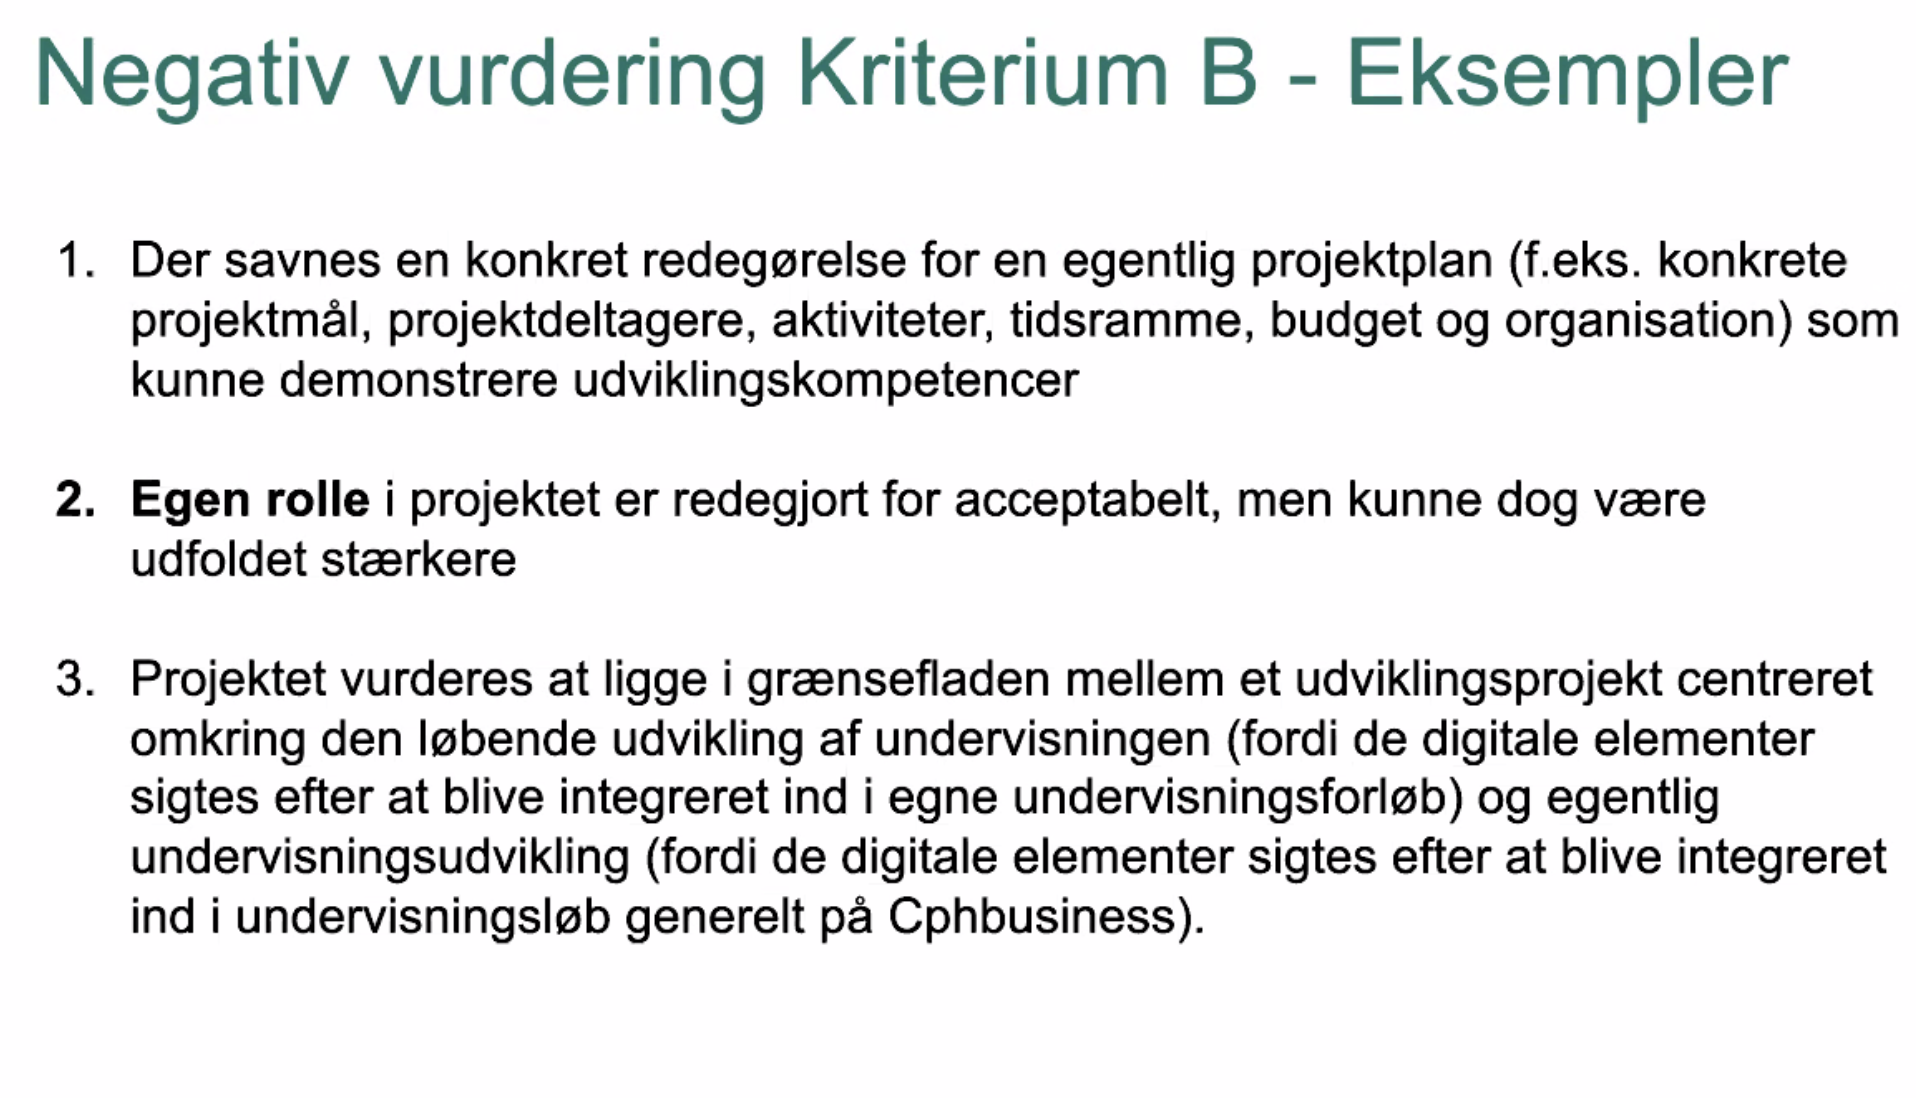 Negativ vurdering Kriterium B - Eksempler
1. Der savnes en konkret redegørelse for en egentlig projektplan (f.eks. konkrete
projektmål, projektdeltagere, aktiviteter, tidsramme, budget og organisation) som
kunne demonstrere udviklingskompetencer
2. Egen rolle i projektet er redegjort for acceptabelt, men kunne dog være
udfoldet stærkere
3. Projektet vurderes at ligge i grænsefladen mellem et udviklingsprojekt centreret
omkring den løbende udvikling af undervisningen (fordi de digitale elementer
sigtes efter at blive integreret ind i egne undervisningsforløb) og egentlig
undervisningsudvikling (fordi de digitale elementer sigtes efter at blive integreret
ind i undervisningsløb generelt på Cphbusiness).